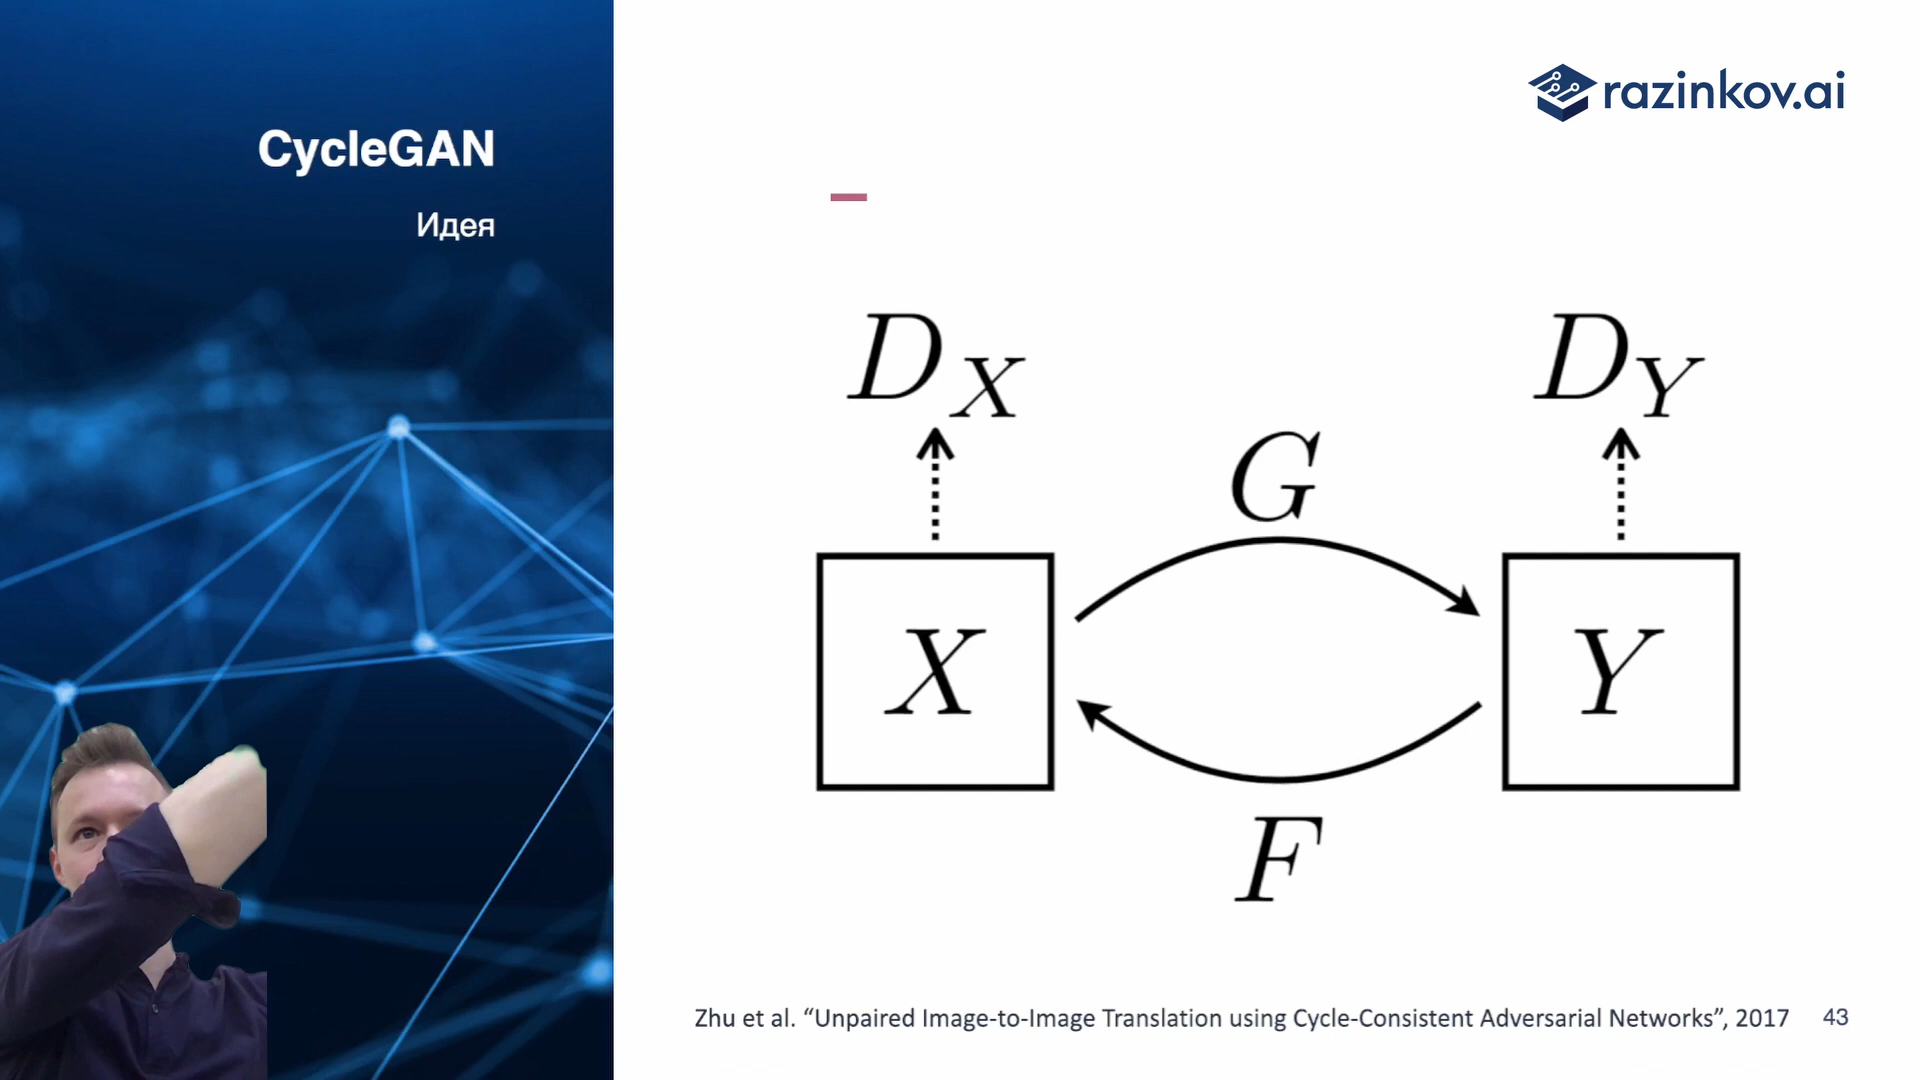 CycleGAN
Идея
razinkov.ai
D_X
D_Y
G
X
Y
F
Zhu et al. “Unpaired Image-to-Image Translation using Cycle-Consistent Adversarial Networks”, 2017
43